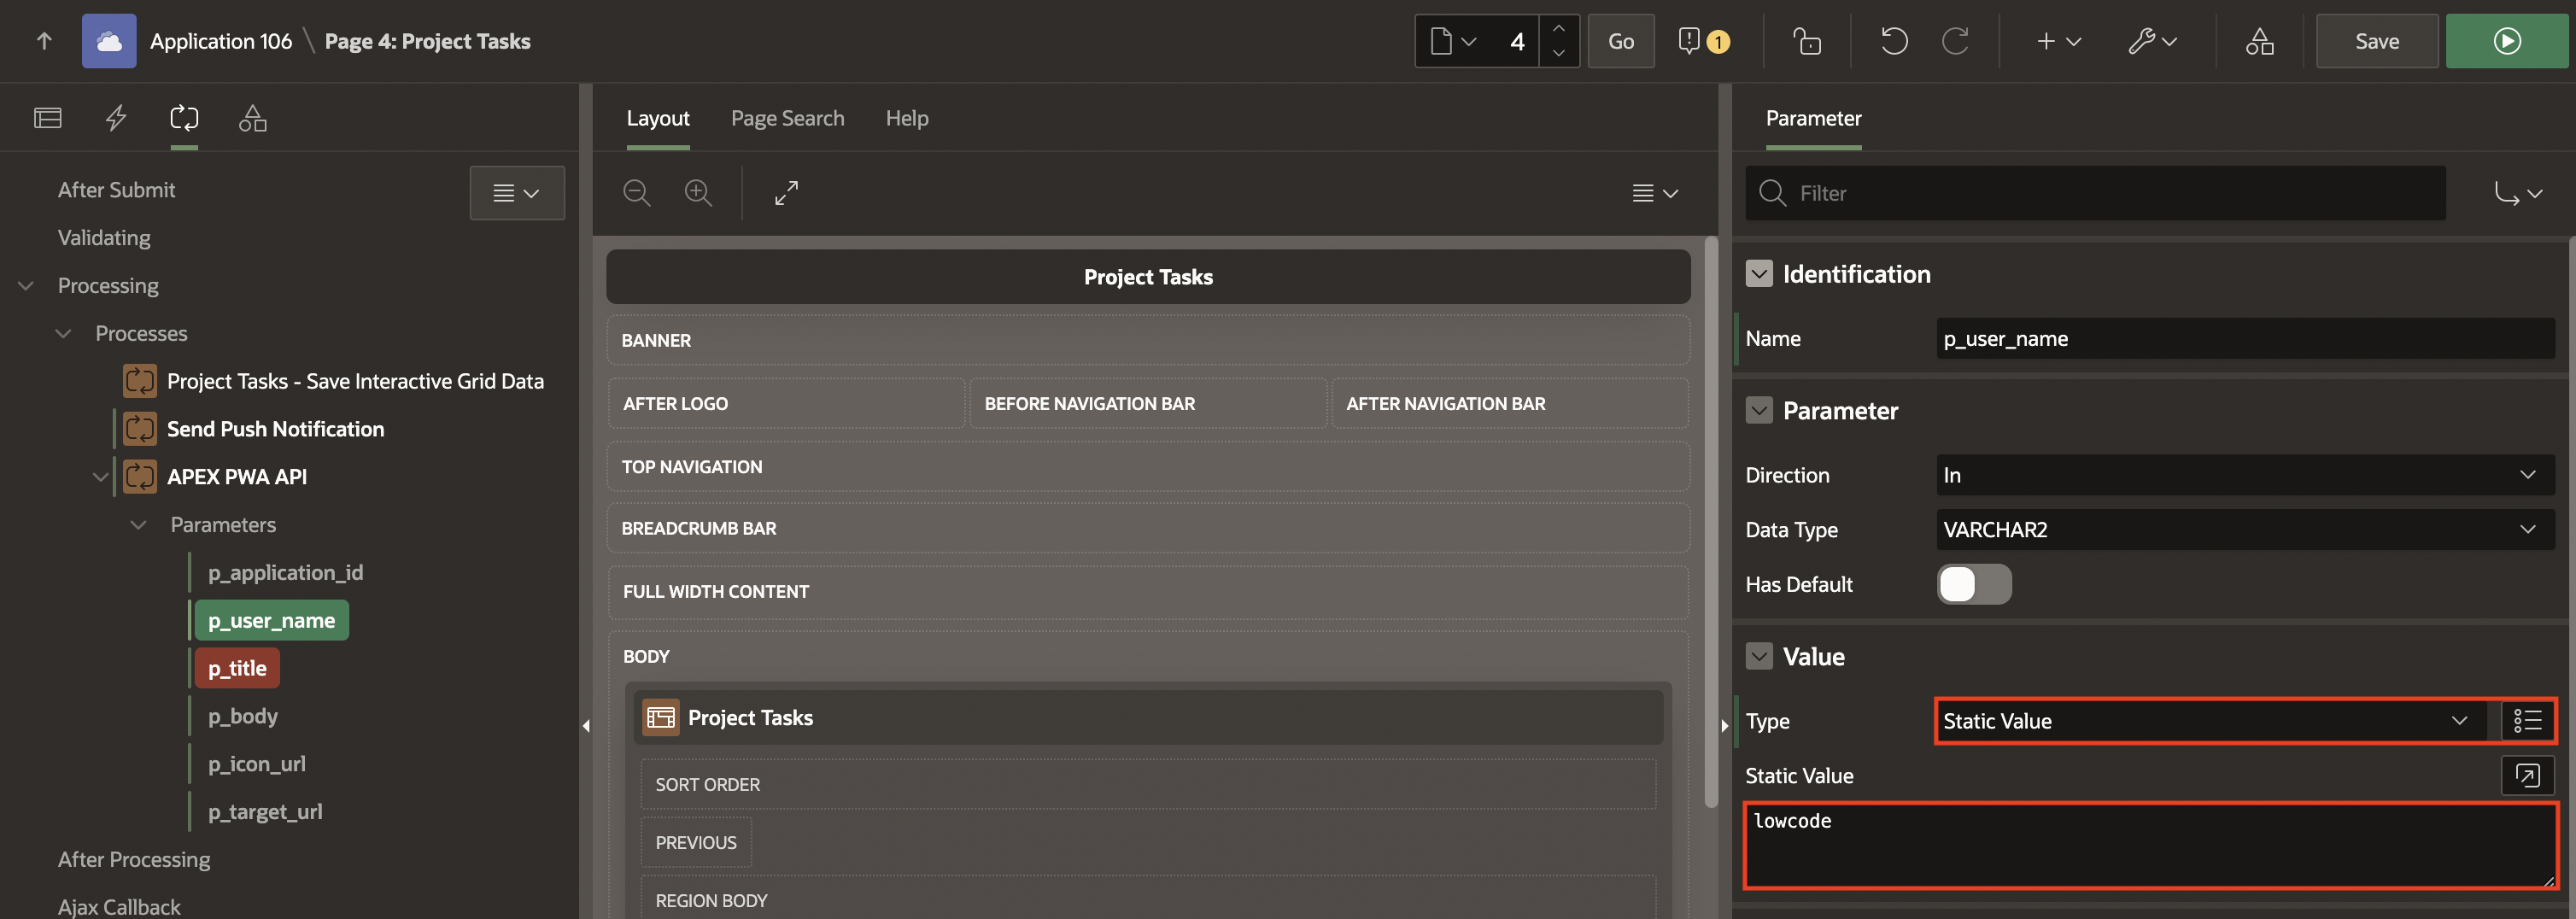 Application 106 \ Page 4: Project Tasks
4
Go
1
Save
After Submit
Validating
Processing
Processes
Project Tasks - Save Interactive Grid Data
Send Push Notification
APEX PWA API
Parameters
p_application_id
p_user_name
p_title
p_body
p_icon_url
p_target_url
After Processing
Ajax Callback
Layout Page Search Help
Project Tasks
BANNER
AFTER LOGO BEFORE NAVIGATION BAR AFTER NAVIGATION BAR
TOP NAVIGATION
BREADCRUMB BAR
FULL WIDTH CONTENT
BODY
Project Tasks
SORT ORDER
PREVIOUS
REGION BODY
Parameter
Filter
Identification
Name p_user_name
Parameter
Direction In
Data Type VARCHAR2
Has Default
Value
Type Static Value
Static Value
lowcode